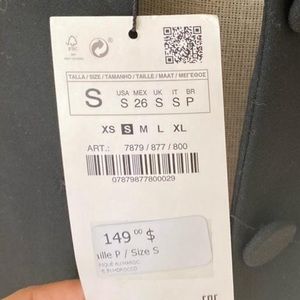 FSC
TALLA / SIZE / TAMANHO / TAILLE / MAAT / ΜΕΓΕΘΟΣ
S
USA MEX UK IT BR
S 26 S S P
XS S M L XL
ART.: 7879 / 877 / 800
07879877800029
149 00 $
ille P / Size S